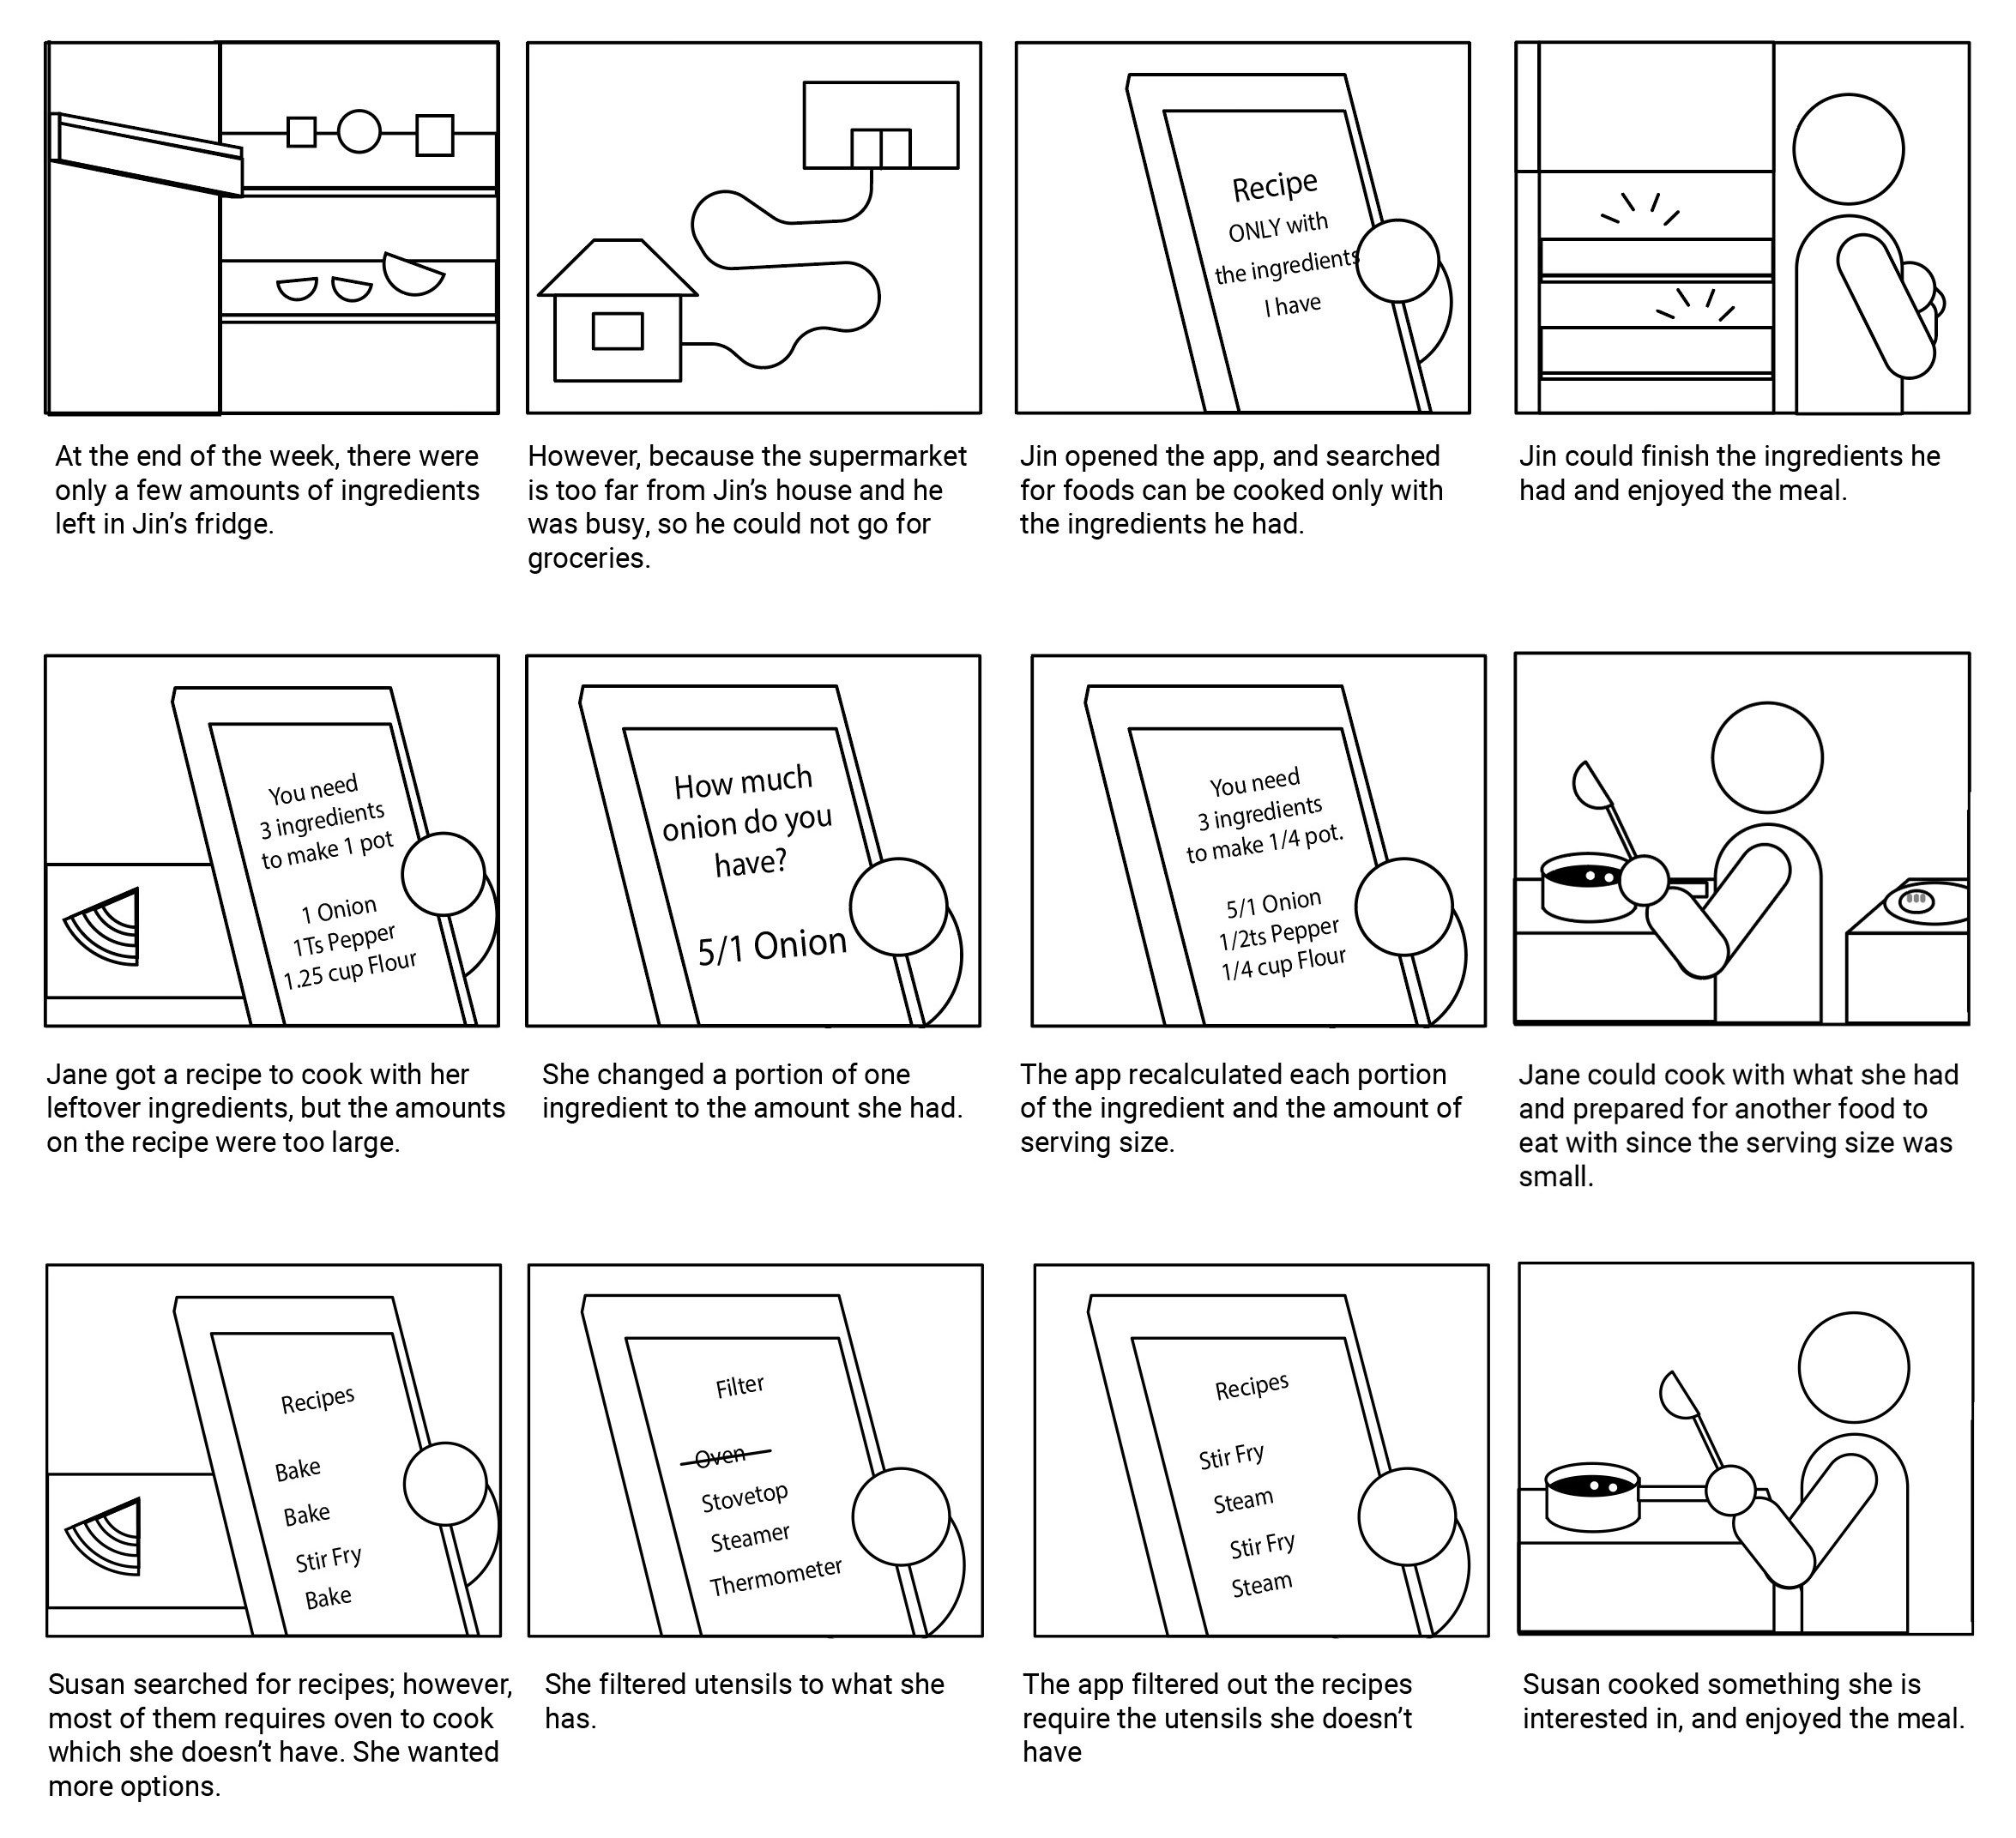 Recipe
ONLY with
the ingredients
I have
At the end of the week, there were
only a few amounts of ingredients
left in Jin's fridge.
However, because the supermarket
is too far from Jin's house and he
was busy, so he could not go for
groceries.
Jin opened the app, and searched
for foods can be cooked only with
the ingredients he had.
Jin could finish the ingredients he
had and enjoyed the meal.
You need
3 ingredients
to make 1 pot
1 Onion
1Ts Pepper
1.25 cup Flour
How much
onion do you
have?
5/1 Onion
You need
3 ingredients
to make 1/4 pot.
5/1 Onion
1/2ts Pepper
1/4 cup Flour
Jane got a recipe to cook with her
leftover ingredients, but the amounts
on the recipe were too large.
She changed a portion of one
ingredient to the amount she had.
The app recalculated each portion
of the ingredient and the amount of
serving size.
Jane could cook with what she had
and prepared for another food to
eat with since the serving size was
small.
Recipes
Bake
Bake
Stir Fry
Bake
Filter
Oven
Stovetop
Steamer
Thermometer
Recipes
Stir Fry
Steam
Stir Fry
Steam
Susan searched for recipes; however,
most of them requires oven to cook
which she doesn't have. She wanted
more options.
She filtered utensils to what she
has.
The app filtered out the recipes
require the utensils she doesn't
have
Susan cooked something she is
interested in, and enjoyed the meal.